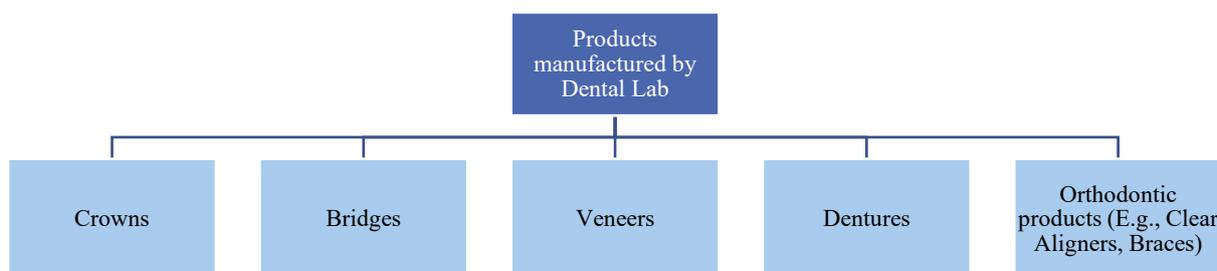 Products
manufactured by
Dental Lab
Crowns
Bridges
Veneers
Dentures
Orthodontic
products (E.g., Clear
Aligners, Braces)